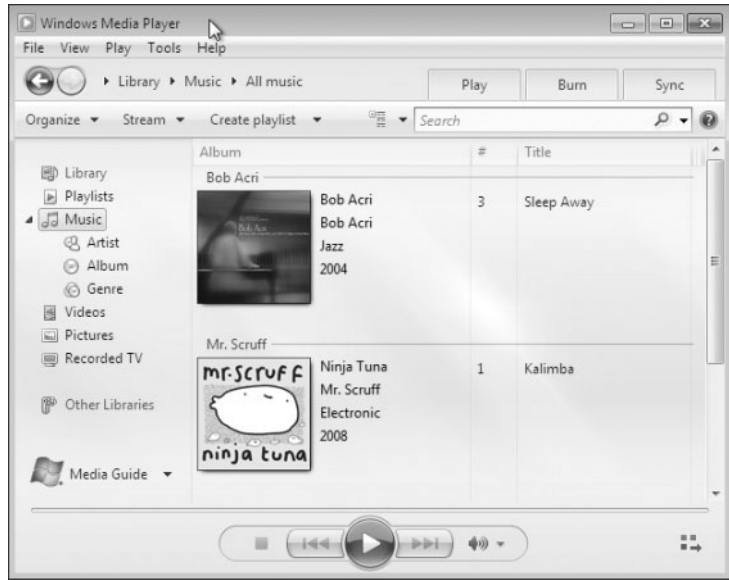 Windows Media Player
File View Play Tools Help
Library Music All music
Play Burn Sync
Organize Stream Create playlist Search
Album # Title
Library
Playlists
Music
Artist
Album
Genre
Videos
Pictures
Recorded TV
Other Libraries
Media Guide
Bob Acri
Bob Acri
Bob Acri 3 Sleep Away
Bob Acri
Jazz
2004
Mr. Scruff
mr.scruff
ninja tuna
Ninja Tuna 1 Kalimba
Mr. Scruff
Electronic
2008